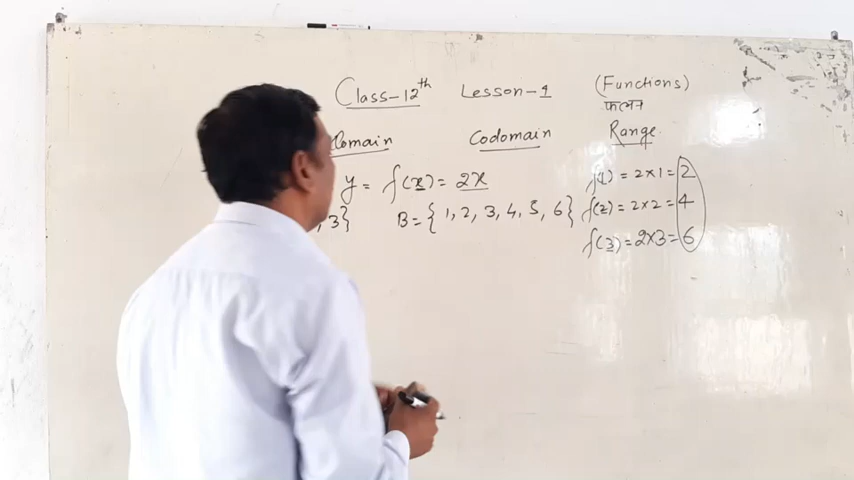 Class-12th Lesson-1 (Functions)
फलन
Domain Codomain Range
y = f(x) = 2x
, 3} B = {1, 2, 3, 4, 5, 6}
f(1) = 2×1 = 2
f(2) = 2×2 = 4
f(3) = 2×3 = 6